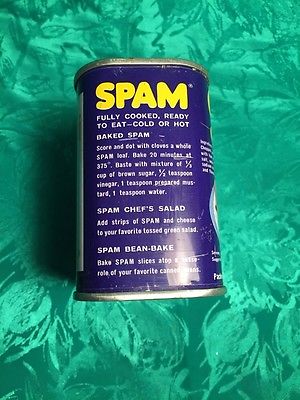 SPAM®
FULLY COOKED, READY
TO EAT—COLD OR HOT
BAKED SPAM
Score and dot with cloves a whole
SPAM loaf. Bake 20 minutes at
375°. Baste with mixture of
cup of brown sugar, ½ teaspoon
vinegar, 1 teaspoon prepared mus-
tard, 1 teaspoon water.
SPAM CHEF'S SALAD
Add strips of SPAM and cheese
to your favorite tossed green salad.
SPAM BEAN-BAKE
Bake SPAM slices atop a casse-
role of your favorite canned beans.